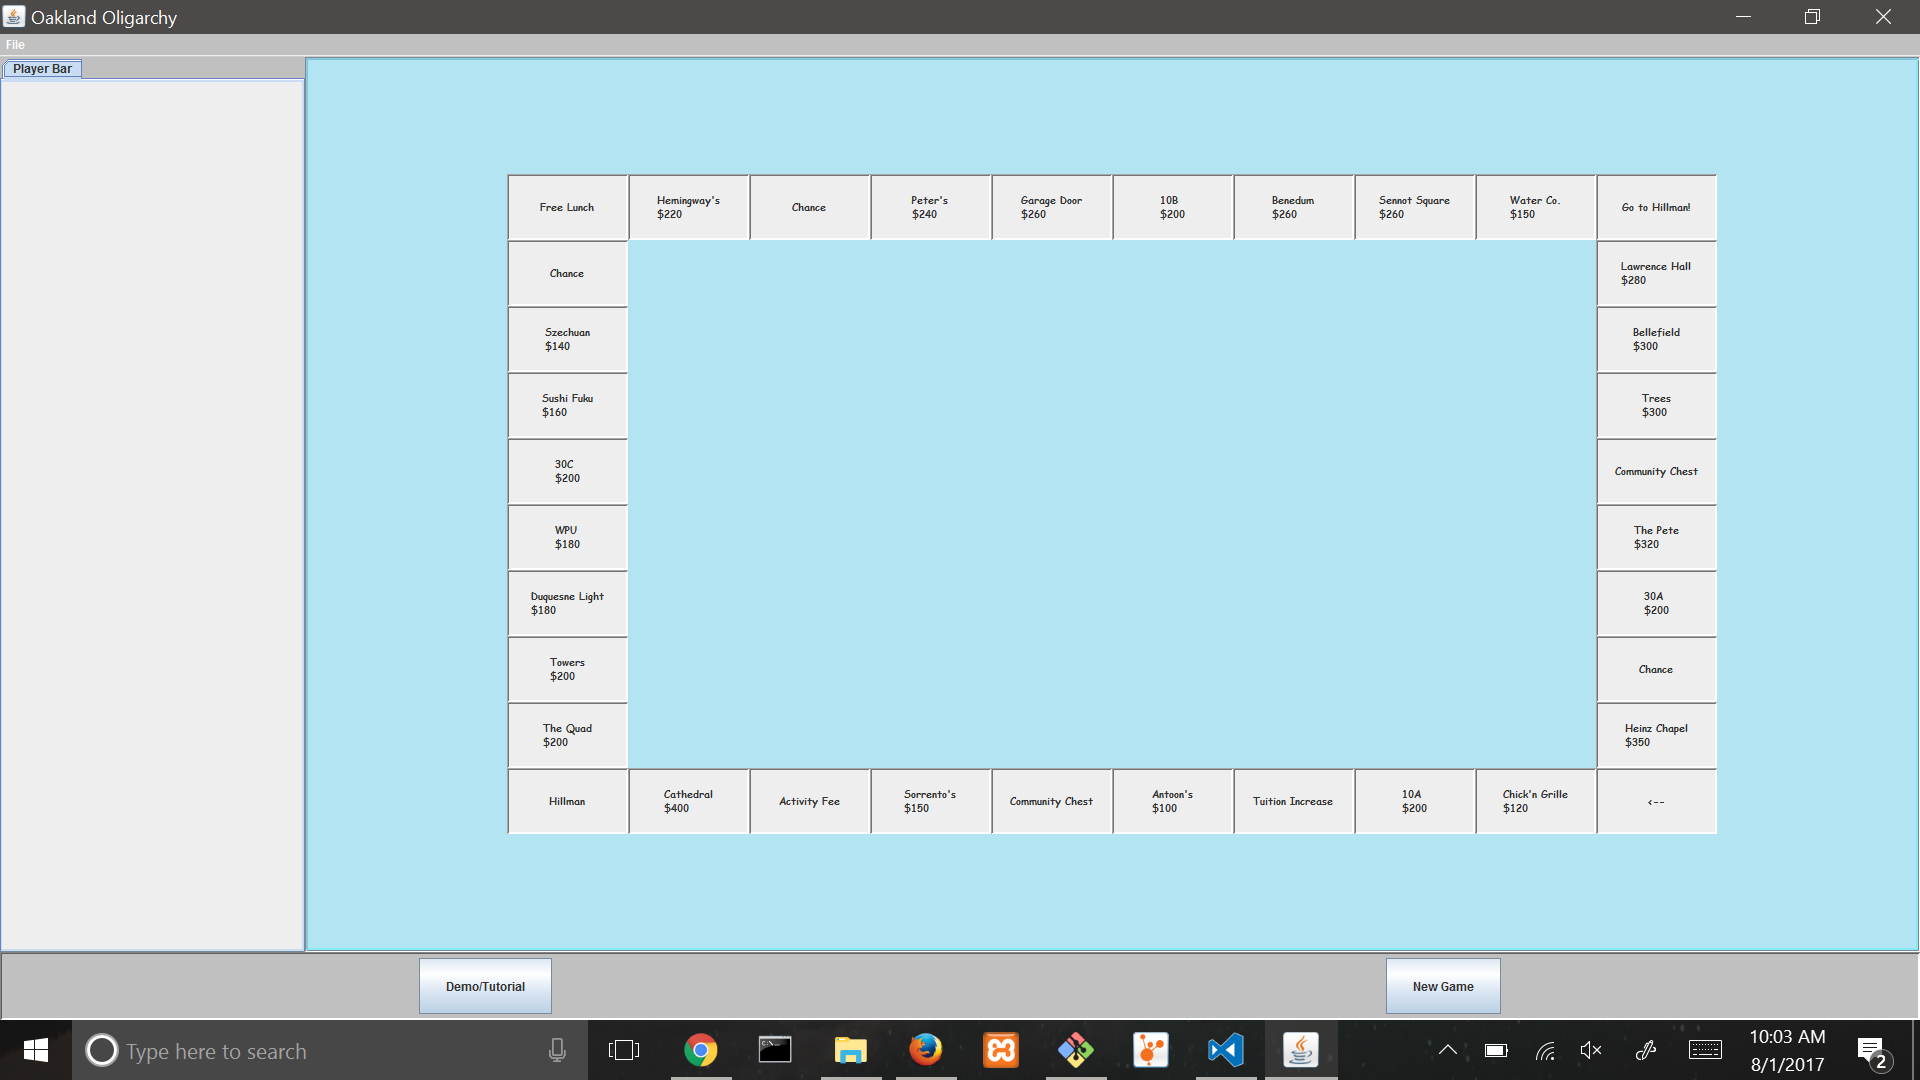 Oakland Oligarchy
File
Player Bar
Free Lunch
Hemingway's
$220
Chance
Peter's
$240
Garage Door
$260
10B
$200
Benedum
$260
Sennot Square
$260
Water Co.
$150
Go to Hillman!
Chance
Lawrence Hall
$280
Szechuan
$140
Bellefield
$300
Sushi Fuku
$160
Trees
$300
30C
$200
Community Chest
WPU
$180
The Pete
$320
Duquesne Light
$180
30A
$200
Towers
$200
Chance
The Quad
$200
Heinz Chapel
$350
Hillman
Cathedral
$400
Activity Fee
Sorrento's
$150
Community Chest
Antoon's
$100
Tuition Increase
10A
$200
Chick'n Grille
$120
<--
Demo/Tutorial
New Game
Type here to search
10:03 AM
8/1/2017
2